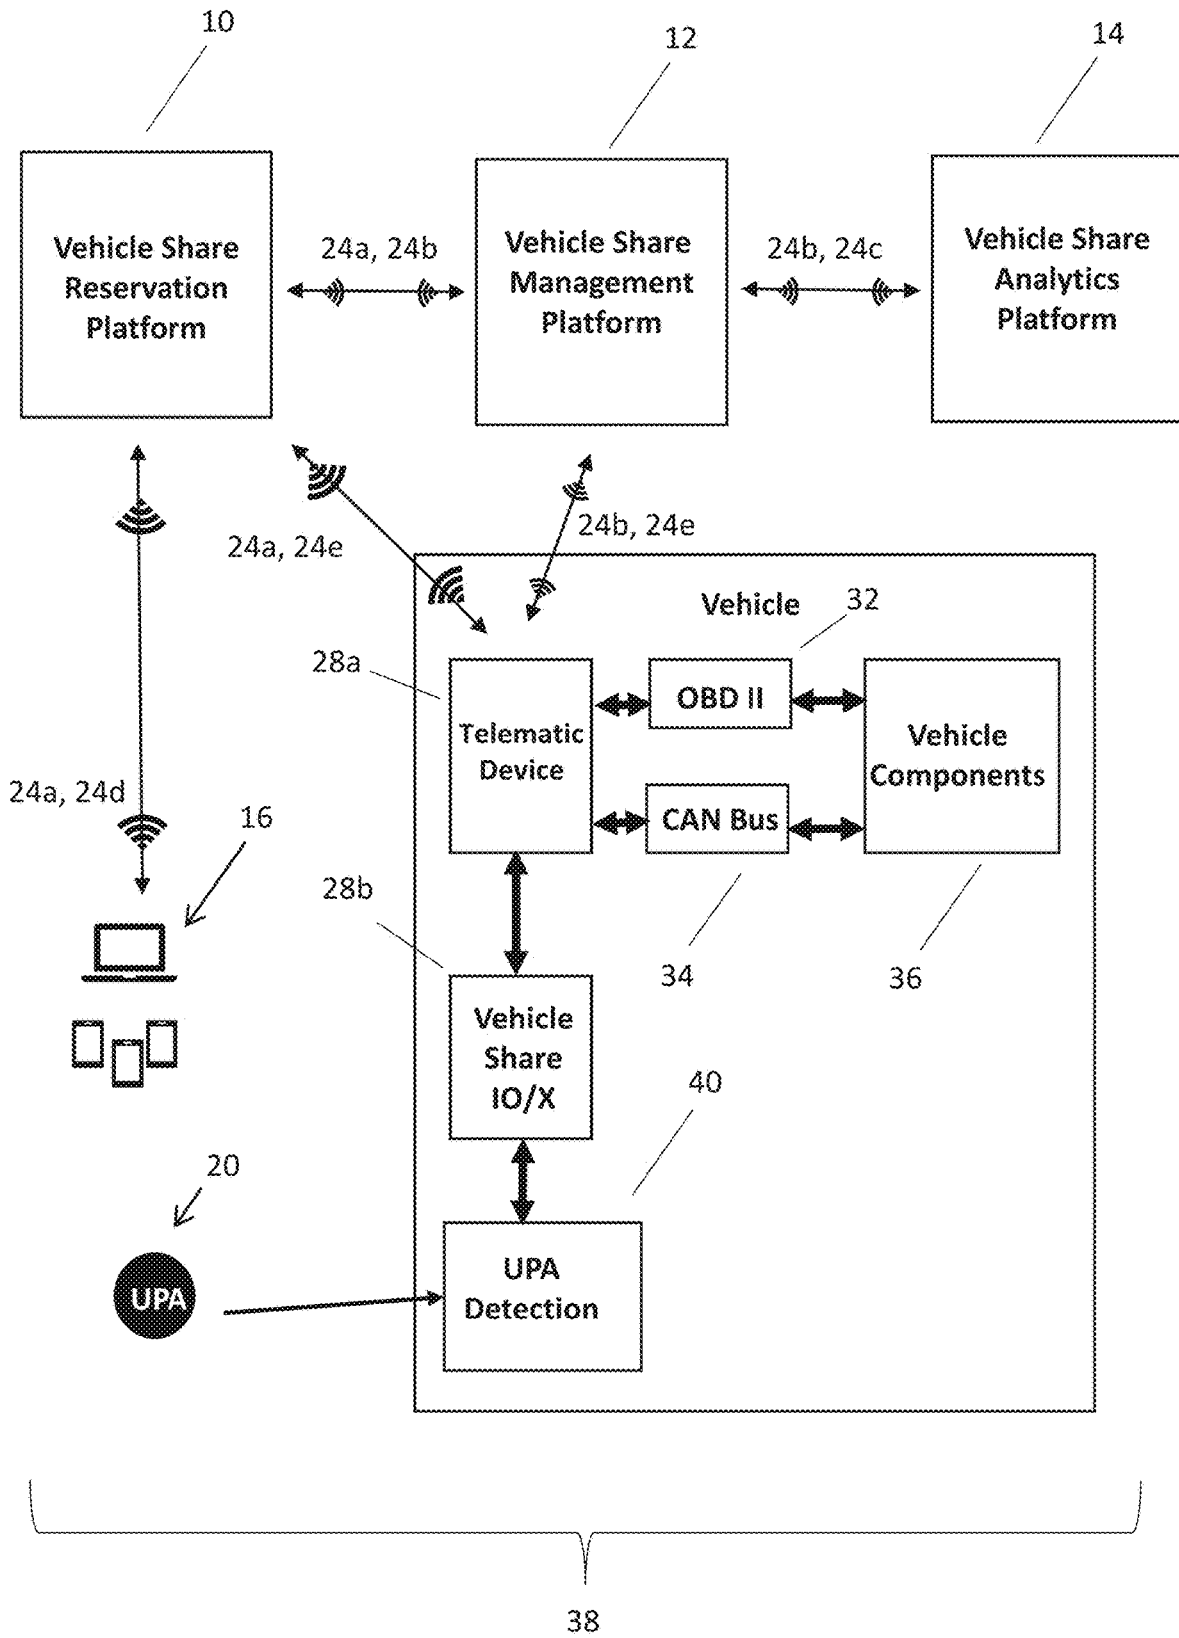 10
12
14
Vehicle Share
Reservation
Platform
24a, 24b
Vehicle Share
Management
Platform
24b, 24c
Vehicle Share
Analytics
Platform
24a, 24e
24b, 24e
Vehicle
32
28a
Telematic
Device
OBD II
Vehicle
Components
CAN Bus
24a, 24d
16
28b
34
36
Vehicle
Share
IO/X
40
20
UPA
UPA
Detection
38